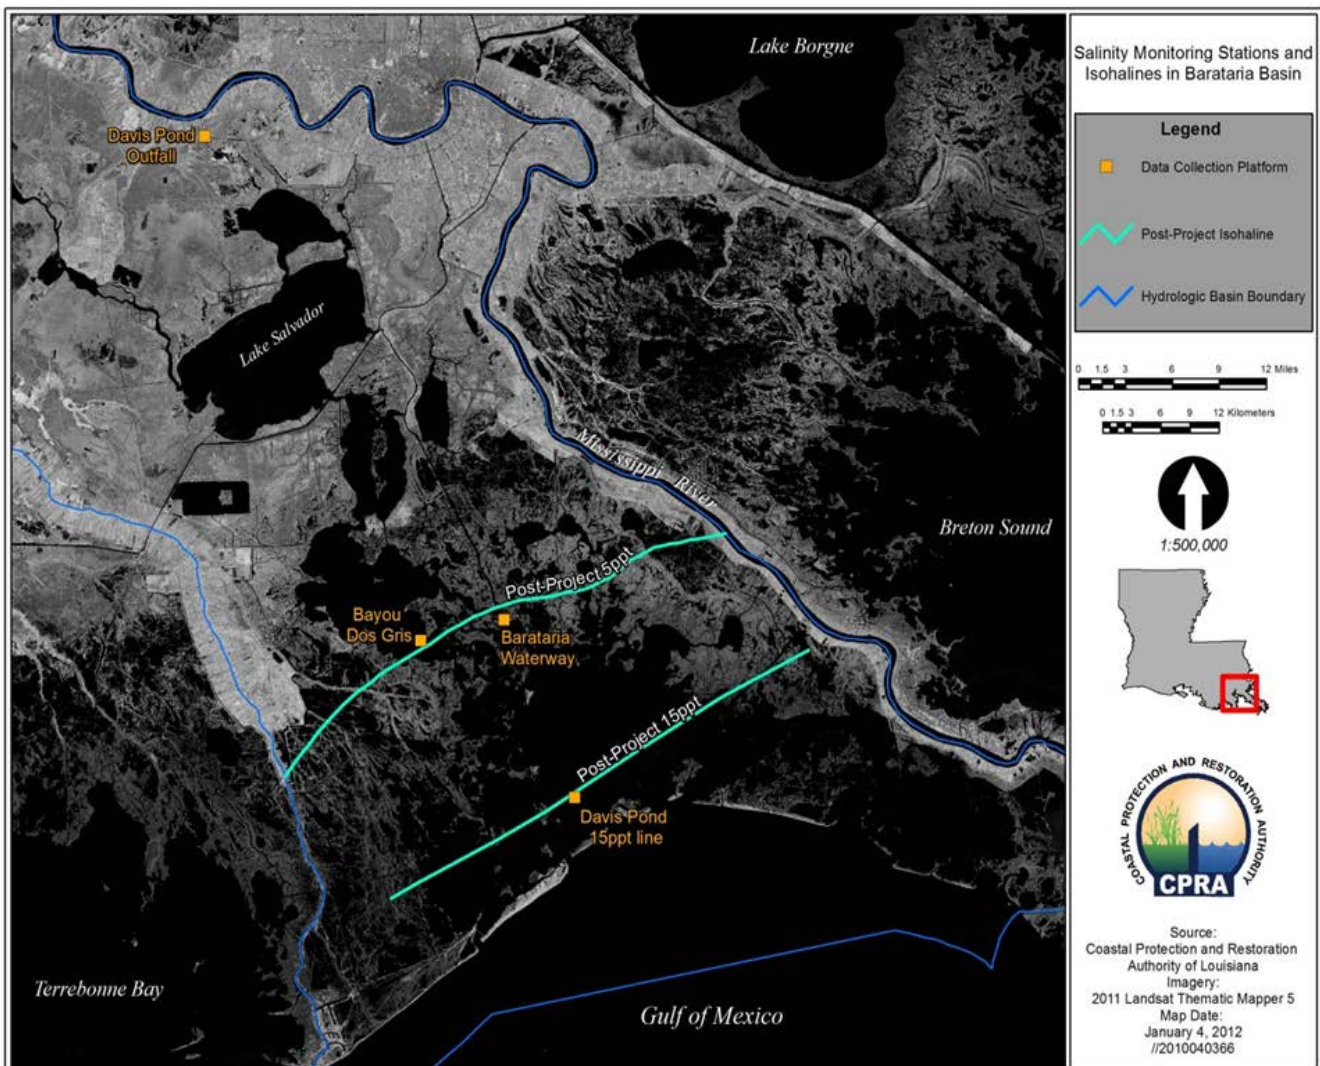 Lake Borgne
Davis Pond
Outfall
Lake Salvador
Mississippi River
Breton Sound
Post-Project 5ppt
Bayou
Dos Gris
Barataria
Waterway
Post-Project 15ppt
Davis Pond
15ppt line
Terrebonne Bay
Gulf of Mexico
Salinity Monitoring Stations and
Isohalines in Barataria Basin
Legend
Data Collection Platform
Post-Project Isohaline
Hydrologic Basin Boundary
0 1.5 3 6 9 12 Miles
0 1.5 3 6 9 12 Kilometers
1:500,000
COASTAL PROTECTION AND RESTORATION AUTHORITY
CPRA
Source:
Coastal Protection and Restoration
Authority of Louisiana
Imagery:
2011 Landsat Thematic Mapper 5
Map Date:
January 4, 2012
//2010040366